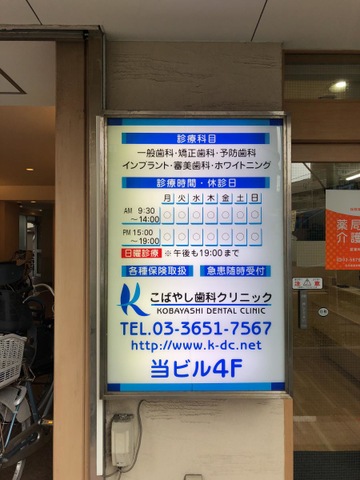 診療科目
一般歯科・矯正歯科・予防歯科
インプラント・審美歯科・ホワイトニング
診療時間・休診日
月 火 水 木 金 土 日
AM 9:30～14:00 ○ ○ ○ ○ ○ ○ ○
PM 15:00～19:00 ○ ○ ○ ○ ○ ○ ○
日曜診療 ※午後も19:00まで
各種保険取扱 急患随時受付
こばやし歯科クリニック
KOBAYASHI DENTAL CLINIC
TEL.03-3651-7567
http://www.k-dc.net
当ビル4F
薬局
介護